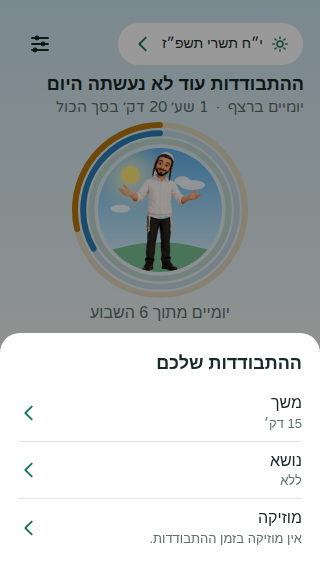 י״ח תשרי תשפ״ז
ההתבודדות עוד לא נעשתה היום
יומיים ברצף · 1 שע׳ 20 דק׳ בסך הכול
יומיים מתוך 6 השבוע
ההתבודדות שלכם
משך
15 דק׳
נושא
ללא
מוזיקה
אין מוזיקה בזמן ההתבודדות.